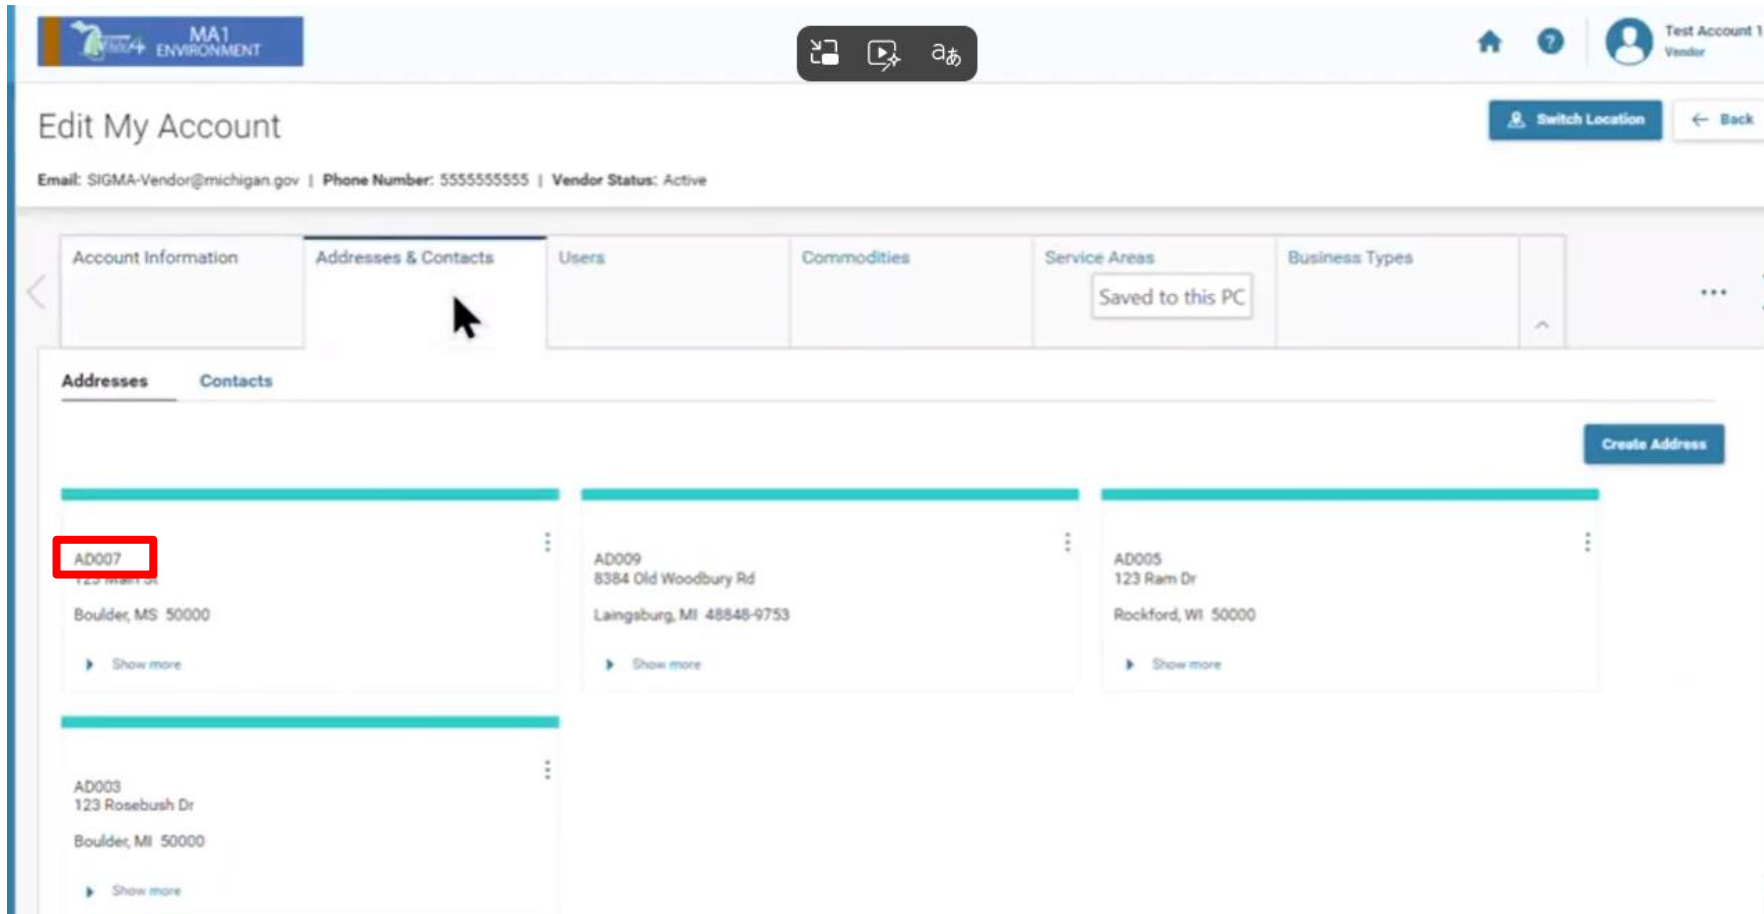 MA1
ENVIRONMENT
aあ
Test Account 1
Vendor
Edit My Account
Switch Location
← Back
Email: SIGMA-Vendor@michigan.gov | Phone Number: 5555555555 | Vendor Status: Active
Account Information
Addresses & Contacts
Users
Commodities
Service Areas
Business Types
Saved to this PC
...
Addresses
Contacts
Create Address
AD007
123 Main St
Boulder, MS 50000
Show more
AD009
8384 Old Woodbury Rd
Laingsburg, MI 48848-9753
Show more
AD005
123 Ram Dr
Rockford, WI 50000
Show more
AD003
123 Rosebush Dr
Boulder, MI 50000
Show more